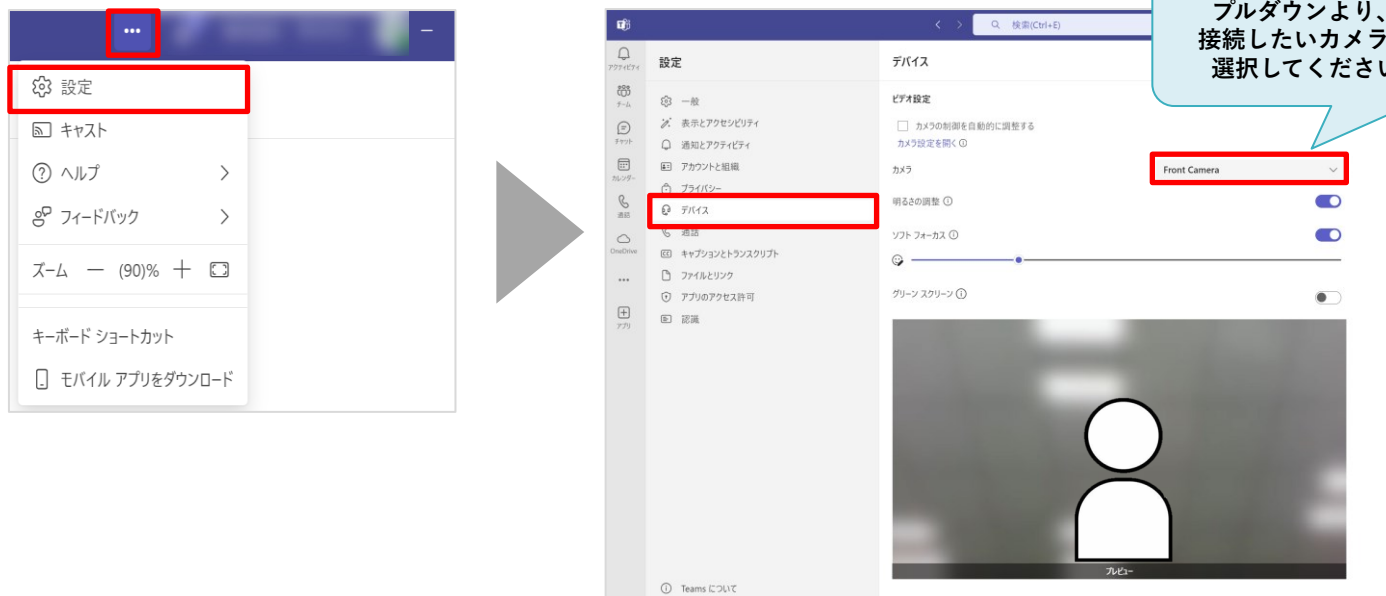 設定
キャスト
ヘルプ
フィードバック
ズーム
(90)%
キーボード ショートカット
モバイル アプリをダウンロード
検索(Ctrl+E)
アクティビティ
チーム
チャット
カレンダー
通話
OneDrive
アプリ
設定
一般
表示とアクセシビリティ
通知とアクティビティ
アカウントと組織
プライバシー
デバイス
通話
キャプションとトランスクリプト
ファイルとリンク
アプリのアクセス許可
認識
Teams について
デバイス
ビデオ設定
カメラの制御を自動的に調整する
カメラ設定を開く
カメラ
Front Camera
明るさの調整
ソフト フォーカス
グリーン スクリーン
プレビュー
プルダウンより、
接続したいカメラ
選択してください